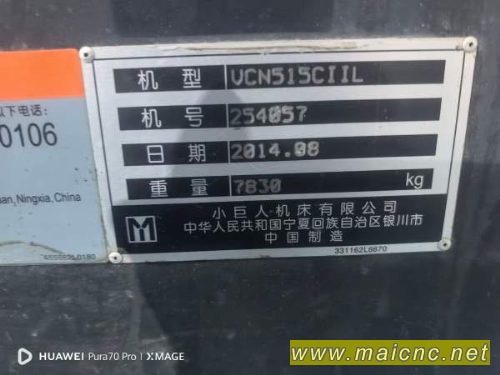 以下电话:
0106
uan, Ningxia, China
455662L0180
机 型 VCN515CIIL
机 号 254057
日 期 2014.08
重 量 7830 kg
小巨人机床有限公司
中华人民共和国宁夏回族自治区银川市
中国制造
331162L6670
HUAWEI Pura70 Pro | XMAGE
www.maicnc.net